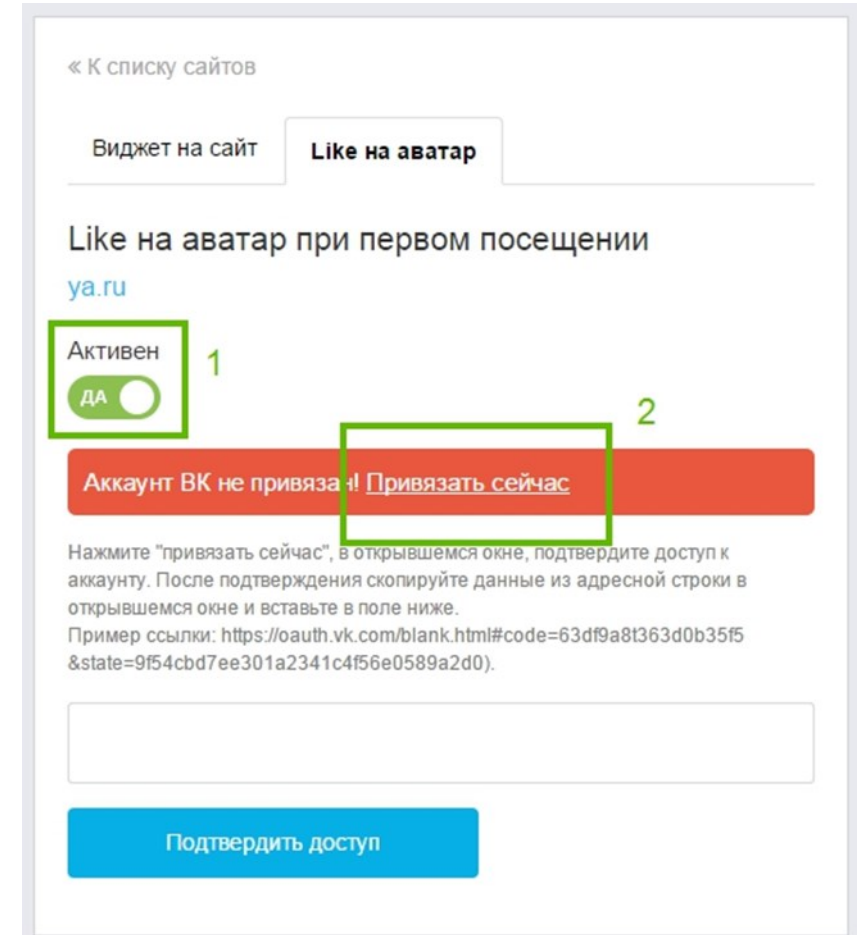 « К списку сайтов
Виджет на сайт
Like на аватар
Like на аватар при первом посещении
ya.ru
Активен
1
ДА
2
Аккаунт ВК не привязан! Привязать сейчас
Нажмите "привязать сейчас", в открывшемся окне, подтвердите доступ к
аккаунту. После подтверждения скопируйте данные из адресной строки в
открывшемся окне и вставьте в поле ниже.
Пример ссылки: https://oauth.vk.com/blank.html#code=63df9a8t363d0b35f5
&state=9f54cbd7ee301a2341c4f56e0589a2d0).
Подтвердить доступ